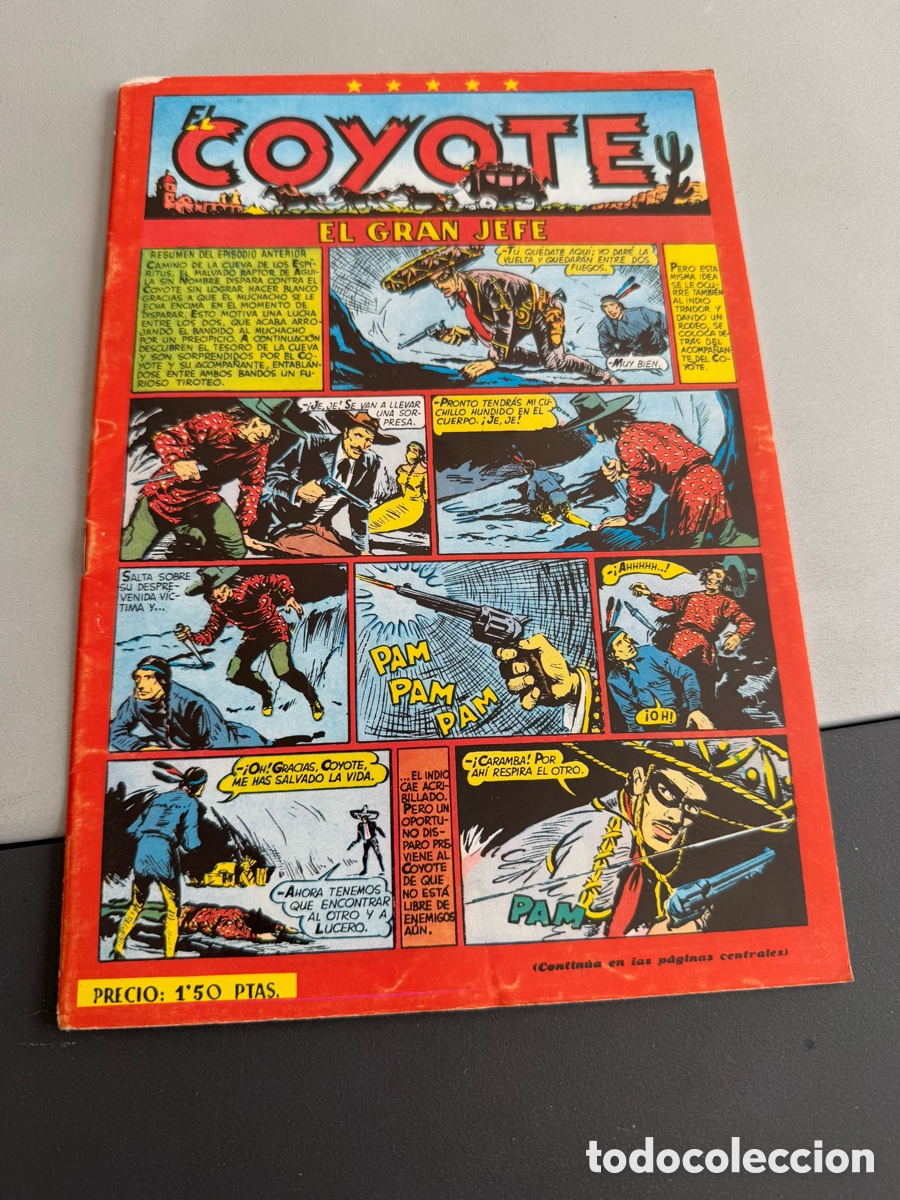 EL
COYOTE
EL GRAN JEFE
RESUMEN DEL EPISODIO ANTERIOR
CAMINO DE LA CUEVA DE LOS ESPÍ-
RITUS, EL MALVADO RAPTOR DE AGUI
LA SIN NOMBRE DISPARA CONTRA EL
COYOTE SIN LOGRAR HACER BLANCO
GRACIAS A QUE EL MUCHACHO SE LE
ECHA ENCIMA EN EL MOMENTO DE
DISPARAR. ESTO MOTIVA UNA LUCHA
ENTRE LOS DOS, QUE ACABA ARRO-
JANDO EL BANDIDO AL MUCHACHO
POR UN PRECIPICIO. A CONTINUACIÓN
DESCUBREN EL TESORO DE LA CUEVA
Y SON SORPRENDIDOS POR EL CO-
YOTE Y SU ACOMPAÑANTE, ENTABLÁN-
DOSE ENTRE AMBOS BANDOS UN FU-
RIOSO TIROTEO.
-TÚ QUÉDATE AQUÍ; YO DARÉ LA
VUELTA Y QUEDARÁN ENTRE DOS
FUEGOS.
-MUY BIEN.
PERO ESTA
MISMA IDEA
SE LE OCU-
RRE TAMBIÉN
AL INDIO
TRAIDOR Y
DANDO UN
RODEO, SE
COLOCA DE-
TRÁS DEL
ACOMPAÑAN-
TE DEL CO-
YOTE.
-¡JE, JE! SE VAN A LLEVAR
UNA SOR-
PRESA.
-PRONTO TENDRÁS MI CU-
CHILLO HUNDIDO EN EL
CUERPO. ¡JE, JE!
SALTA SOBRE
SU DESPRE-
VENIDA VÍC-
TIMA Y...
PAM
PAM
PAM
-¡AHHHHH..!
¡OH!
-¡OH! GRACIAS, COYOTE,
ME HAS SALVADO LA VIDA.
-AHORA TENEMOS
QUE ENCONTRAR
AL OTRO Y A
LUCERO.
...EL INDIO
CAE ACRI-
BILLADO.
PERO UN
OPORTU-
NO DIS-
PARO PRE-
VIENE AL
COYOTE
DE QUE
NO ESTÁ
LIBRE DE
ENEMIGOS
AÚN.
-¡CARAMBA! POR
AHÍ RESPIRA EL OTRO.
PAM
(Continúa en las páginas centrales)
PRECIO: 1'50 PTAS.
todocoleccion